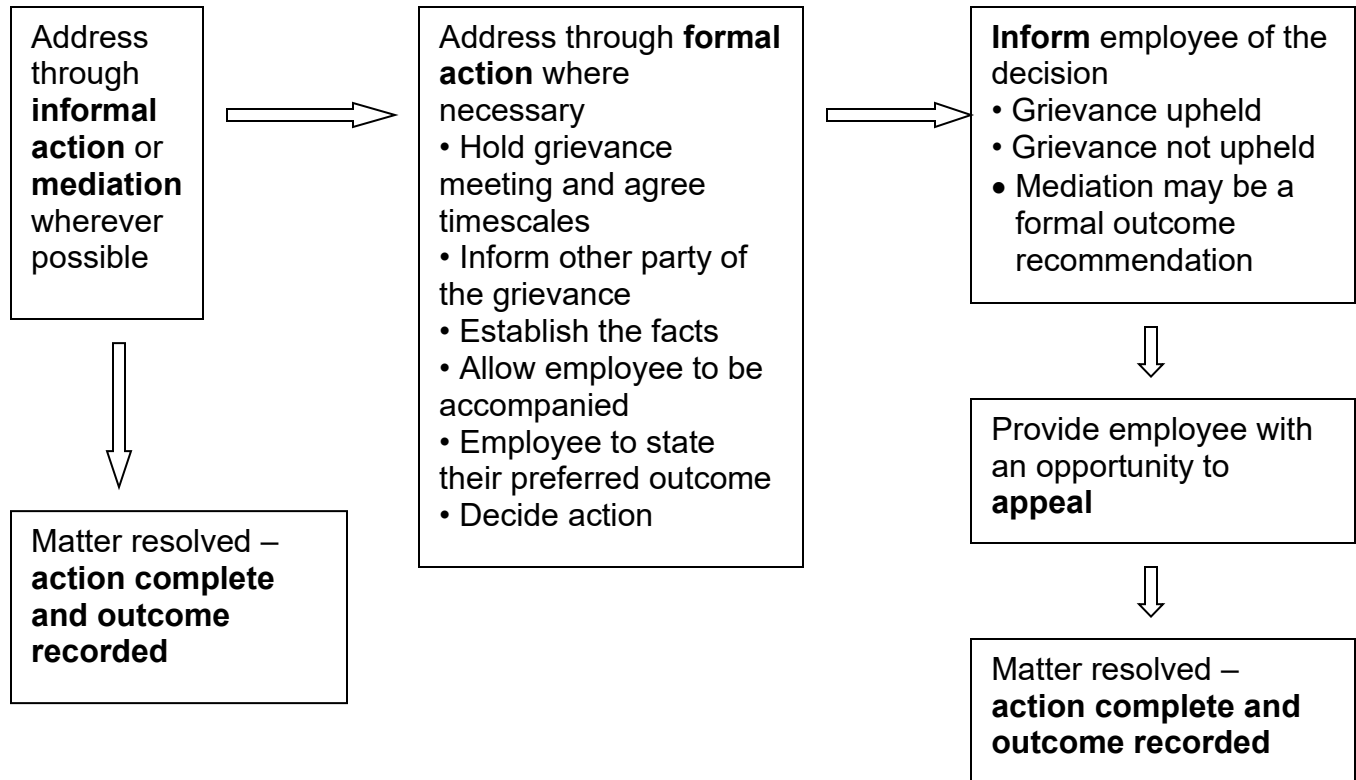 Address
through
informal
action or
mediation
wherever
possible
Matter resolved –
action complete
and outcome
recorded
Address through formal
action where
necessary
• Hold grievance
meeting and agree
timescales
• Inform other party of
the grievance
• Establish the facts
• Allow employee to be
accompanied
• Employee to state
their preferred outcome
• Decide action
Inform employee of the
decision
• Grievance upheld
• Grievance not upheld
• Mediation may be a
formal outcome
recommendation
Provide employee with
an opportunity to
appeal
Matter resolved –
action complete and
outcome recorded